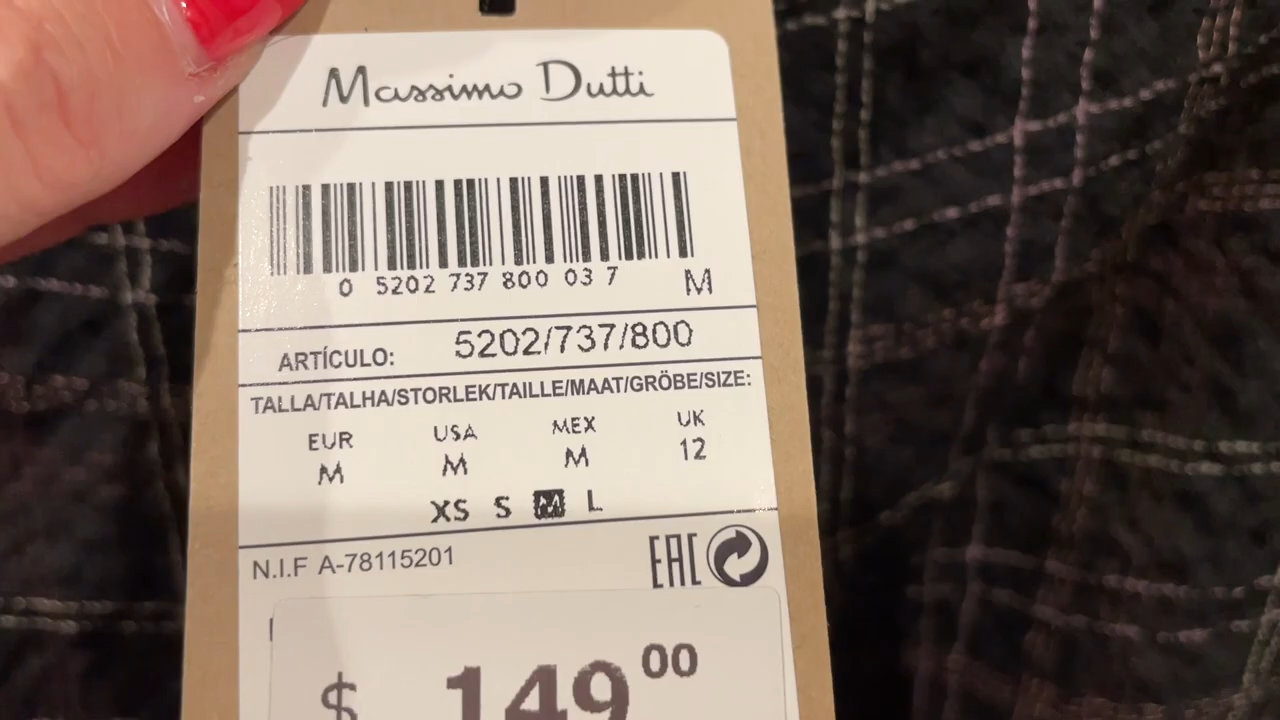 Massimo Dutti
0 5202 737 800 03 7 M
ARTÍCULO: 5202/737/800
TALLA/TALHA/STORLEK/TAILLE/MAAT/GRÖBE/SIZE:
EUR USA MEX UK
M M M 12
XS S M L
N.I.F A-78115201 EAC
$ 149 00